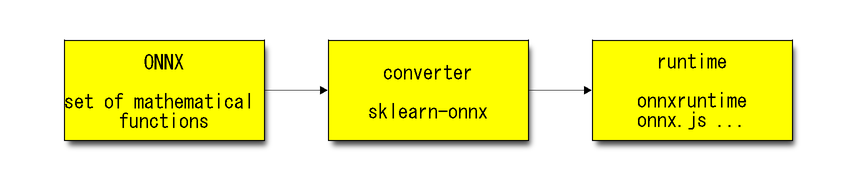 ONNX
set of mathematical
functions
converter
sklearn-onnx
runtime
onnxruntime
onnx.js ...